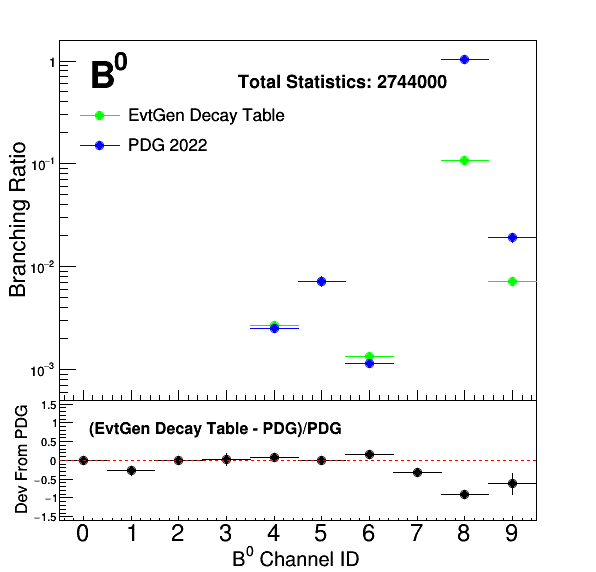 B0
Total Statistics: 2744000
EvtGen Decay Table
PDG 2022
Branching Ratio
1
10−1
10−2
10−3
Dev From PDG
(EvtGen Decay Table - PDG)/PDG
1.5
1
0.5
0
−0.5
−1
−1.5
0 1 2 3 4 5 6 7 8 9
B0 Channel ID